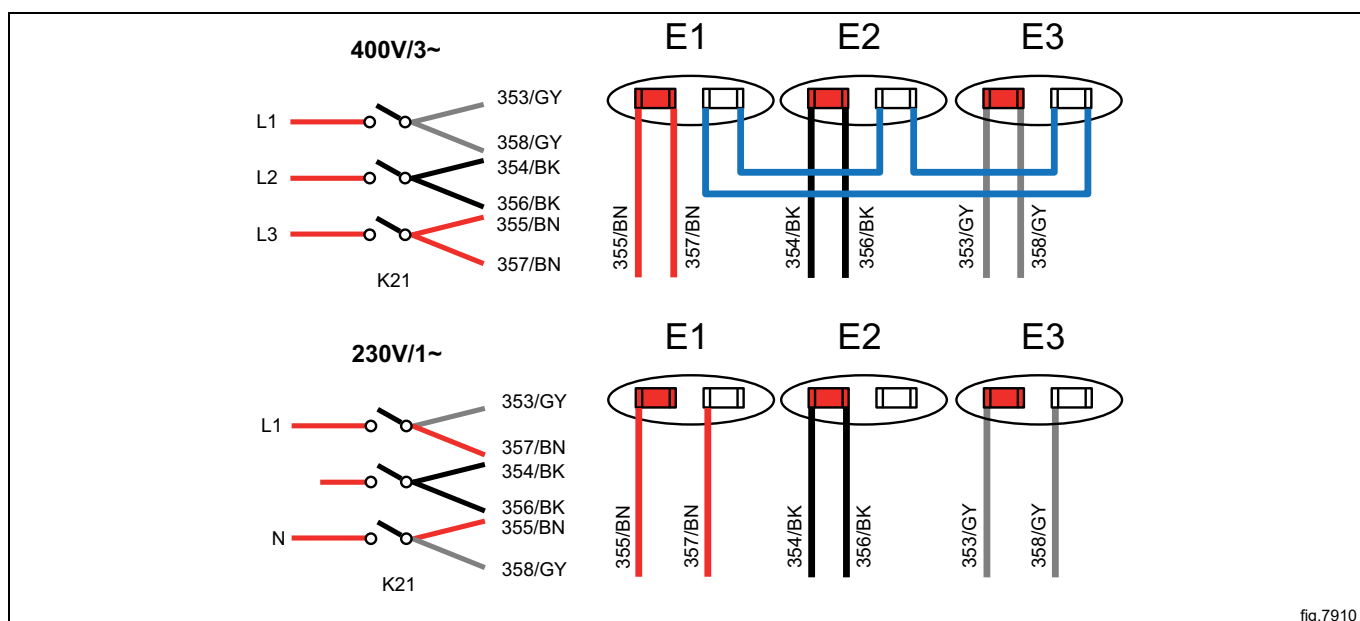 400V/3~
E1
E2
E3
L1
353/GY
358/GY
L2
354/BK
356/BK
L3
355/BN
357/BN
K21
355/BN
357/BN
354/BK
356/BK
353/GY
358/GY
230V/1~
E1
E2
E3
L1
353/GY
357/BN
354/BK
356/BK
N
355/BN
358/GY
K21
355/BN
357/BN
354/BK
356/BK
353/GY
358/GY
fig.7910